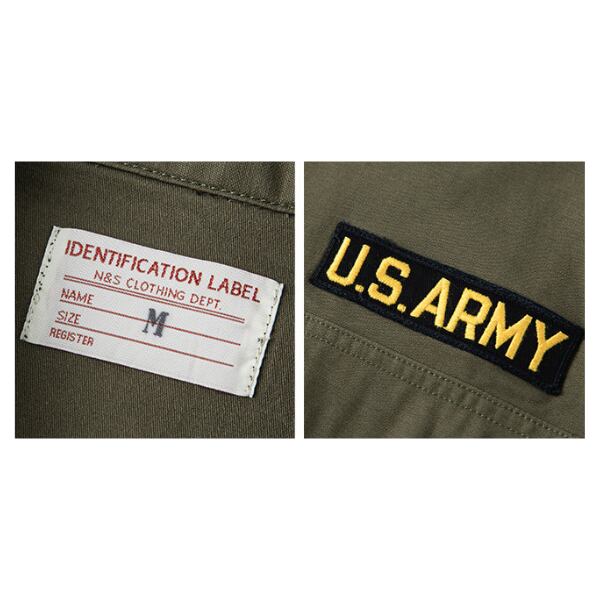 IDENTIFICATION LABEL
N&S CLOTHING DEPT.
NAME
SIZE M
REGISTER
U.S. ARMY